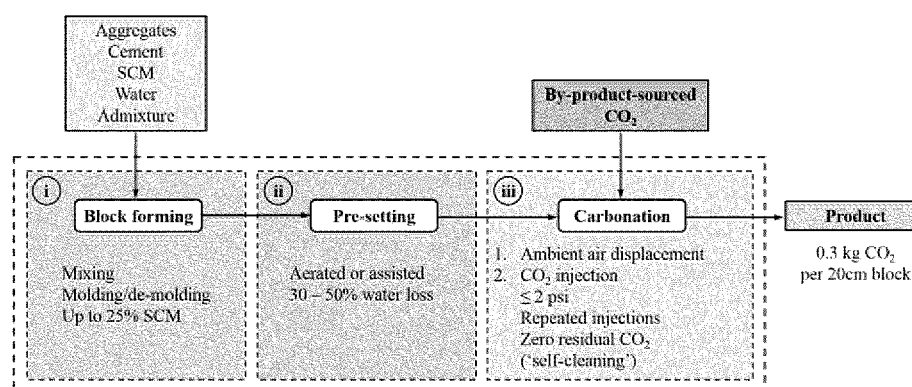 Aggregates
Cement
SCM
Water
Admixture
By-product-sourced
CO₂
i
Block forming
Mixing
Molding/de-molding
Up to 25% SCM
ii
Pre-setting
Aerated or assisted
30 – 50% water loss
iii
Carbonation
1. Ambient air displacement
2. CO₂ injection
≤ 2 psi
Repeated injections
Zero residual CO₂
('self-cleaning')
Product
0.3 kg CO₂
per 20cm block